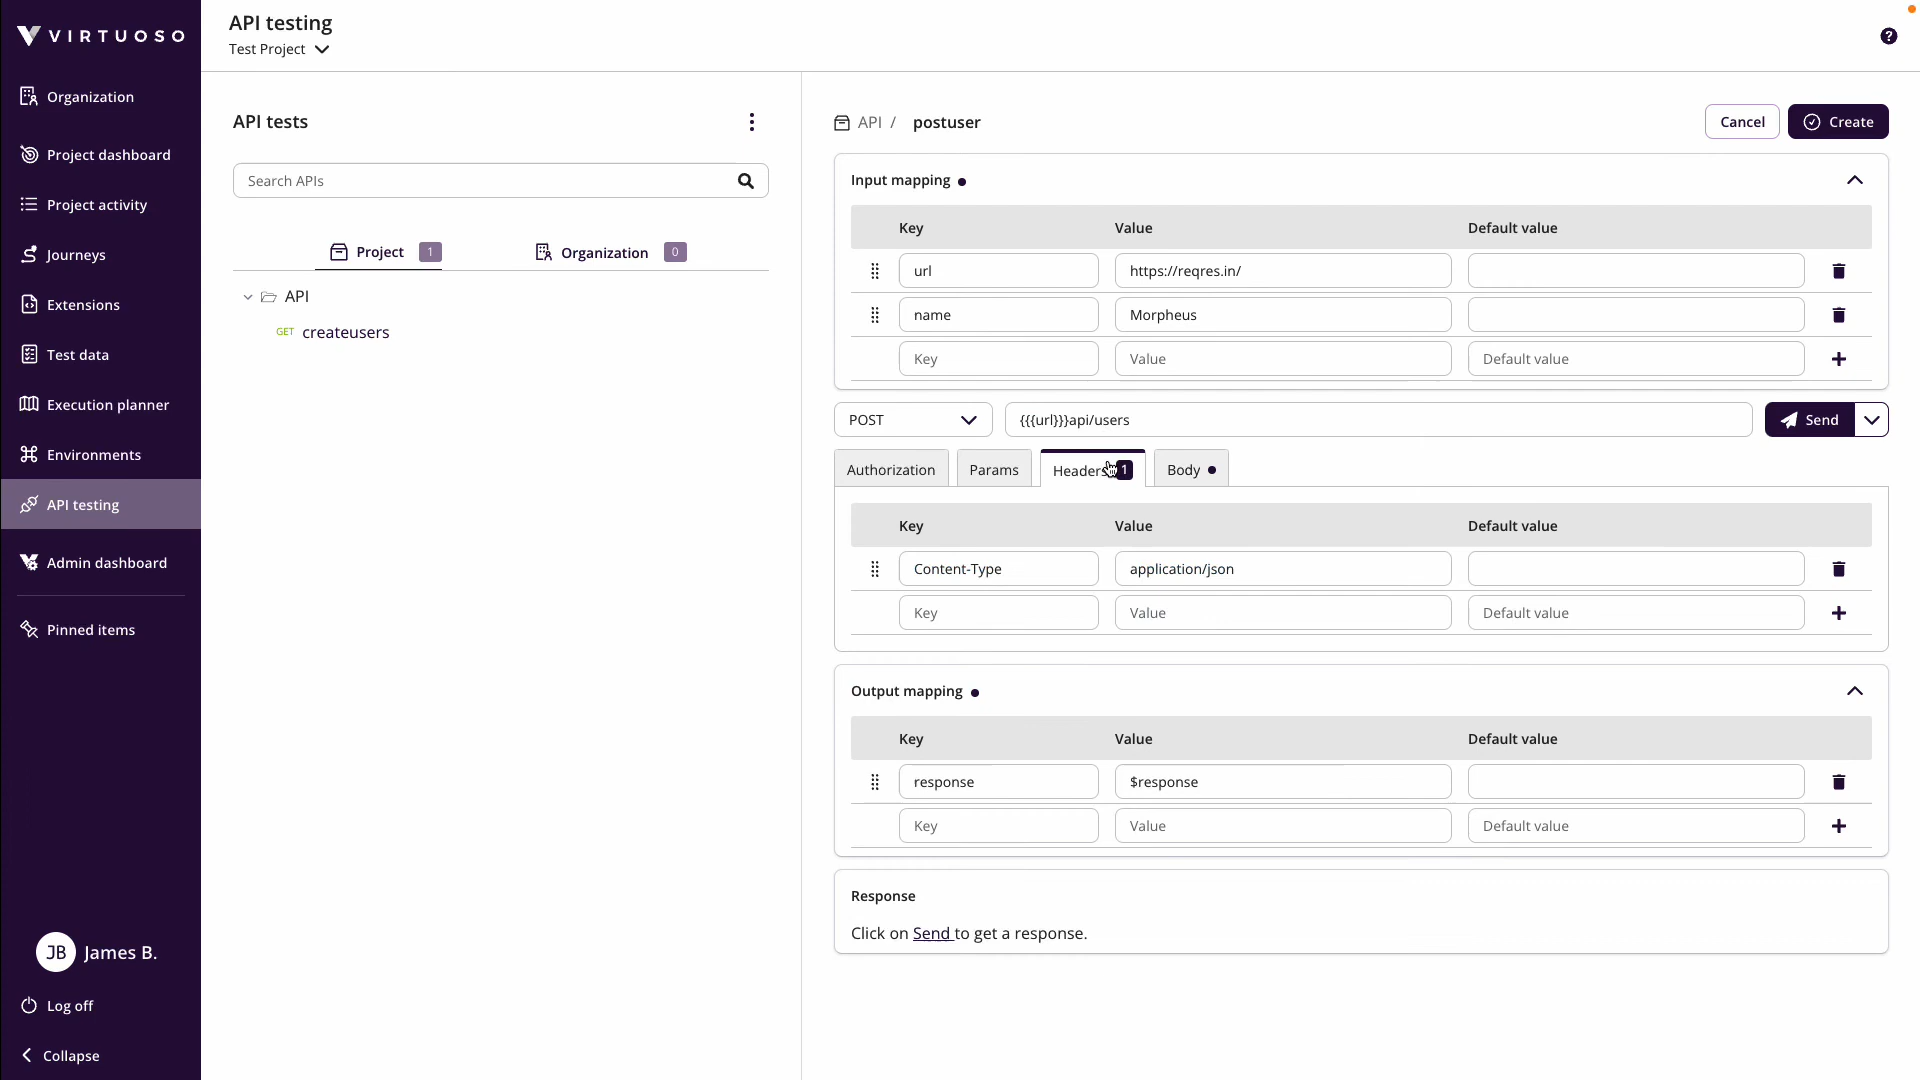 VIRTUOSO
Organization
Project dashboard
Project activity
Journeys
Extensions
Test data
Execution planner
Environments
API testing
Admin dashboard
Pinned items
JB James B.
Log off
Collapse
API testing
Test Project
?
API tests
Search APIs
Project 1 Organization 0
API
GET createusers
API / postuser
Cancel Create
Input mapping
Key Value Default value
url https://reqres.in/
name Morpheus
Key Value Default value
POST {{{url}}}api/users Send
Authorization Params Headers 1 Body
Key Value Default value
Content-Type application/json
Key Value Default value
Output mapping
Key Value Default value
response $response
Key Value Default value
Response
Click on Send to get a response.